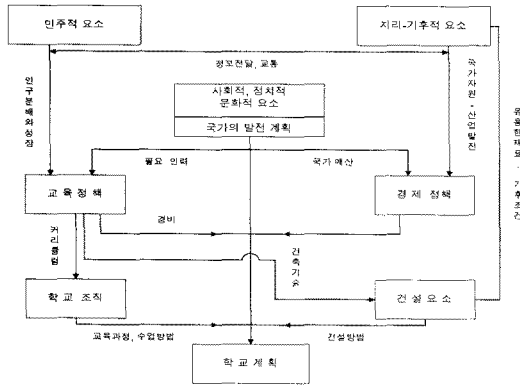 민주적 요소
지리-기후적 요소
정보전달, 교통
사회적, 정치적
문화적 요소
국가의 발전 계획
인구분배와성장
국가자원·산업발전
필요 인력
국가 예산
교육정책
경제 정책
경비
커리큘럼
건축기술
학교 조직
건설요소
교육과정, 수업방법
건설방법
학교계획